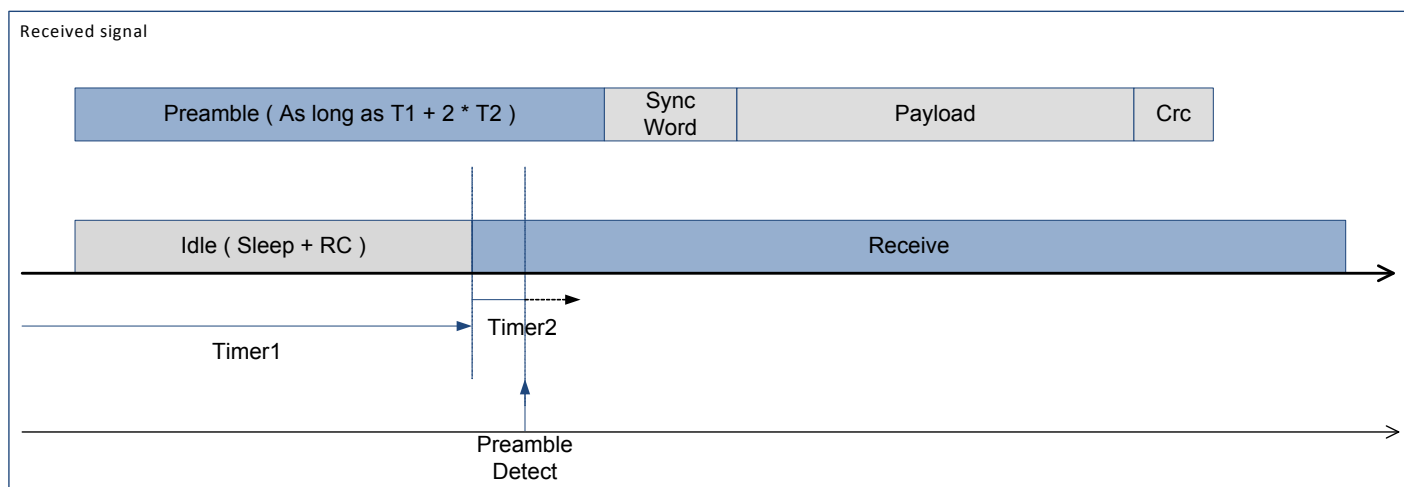 Received signal
Preamble ( As long as T1 + 2 * T2 )
Sync
Word
Payload
Crc
Idle ( Sleep + RC )
Receive
Timer2
Timer1
Preamble
Detect